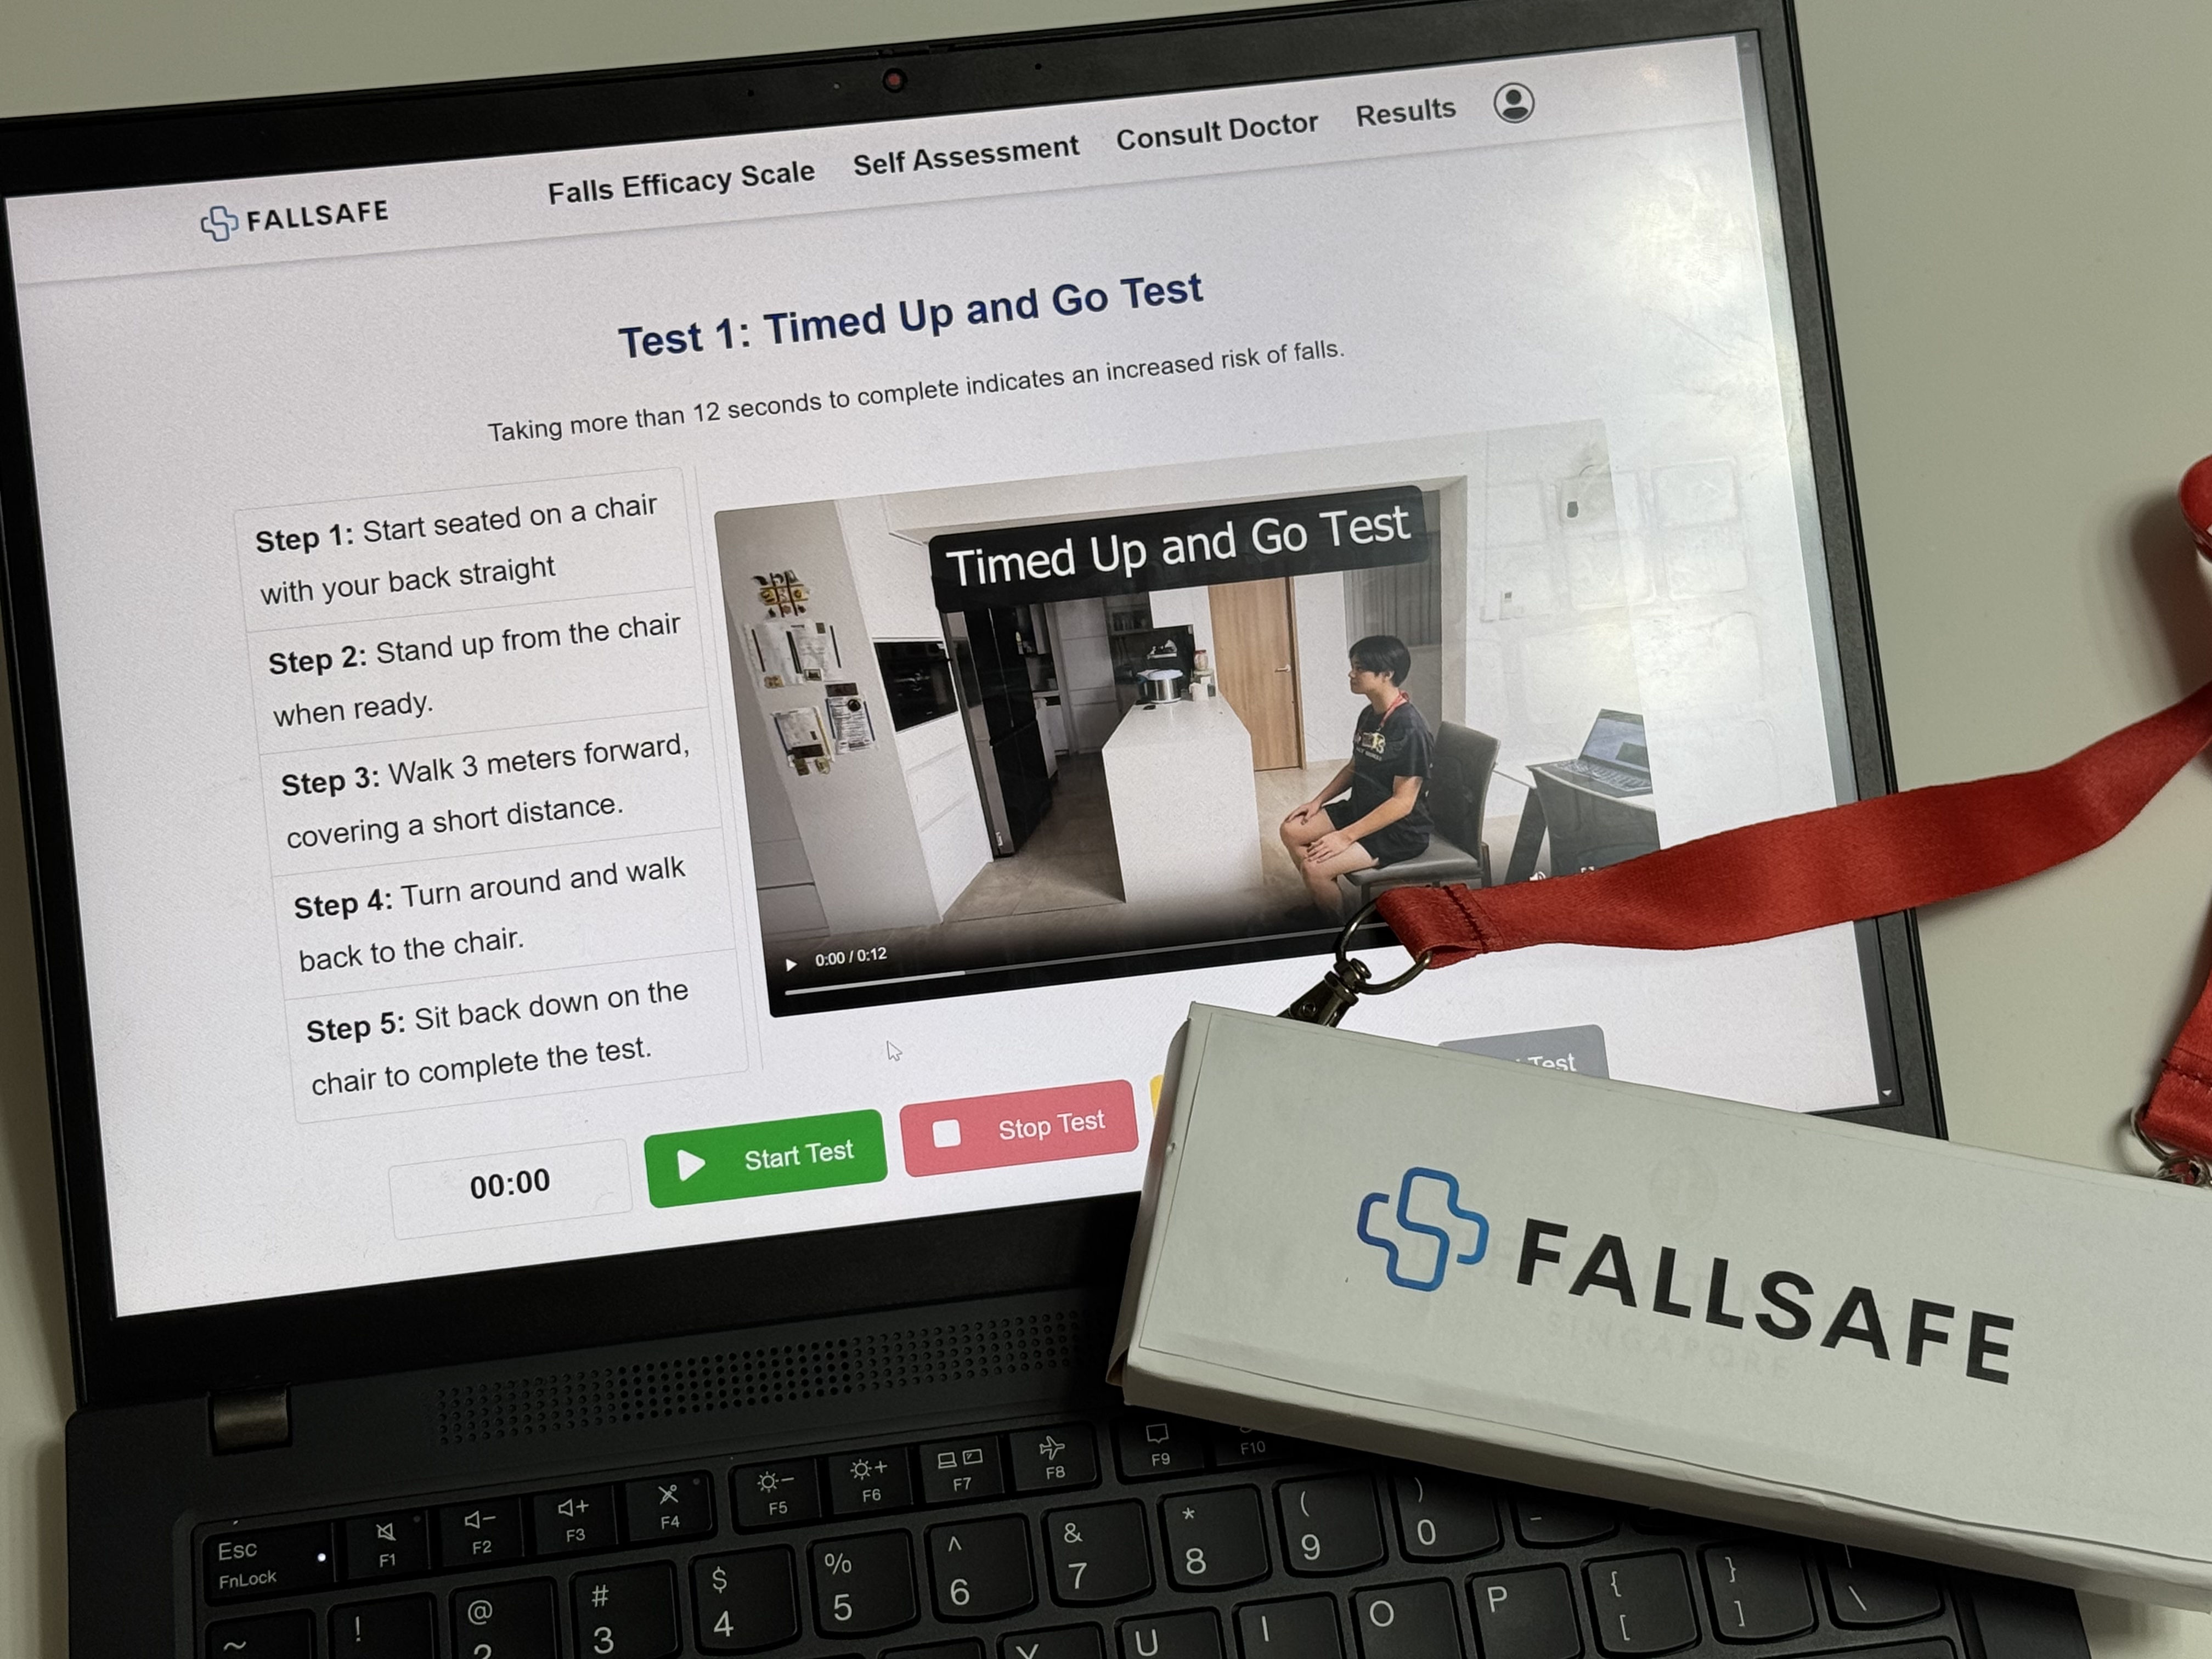 FALLSAFE
Falls Efficacy Scale
Self Assessment
Consult Doctor
Results
Test 1: Timed Up and Go Test
Taking more than 12 seconds to complete indicates an increased risk of falls.
Step 1: Start seated on a chair
with your back straight
Step 2: Stand up from the chair
when ready.
Step 3: Walk 3 meters forward,
covering a short distance.
Step 4: Turn around and walk
back to the chair.
Step 5: Sit back down on the
chair to complete the test.
Timed Up and Go Test
0:00 / 0:12
00:00
Start Test
Stop Test
Test
FALLSAFE
SINGAPORE
Esc
FnLock
F1
F2
F3
F4
F5
F6
F7
F8
F9
F10
~
!
@
2
#
3
$
4
%
5
^
6
&
7
*
8
(
9
)
0
_
Y
U
I
O
P
{
[
}
]
|
\